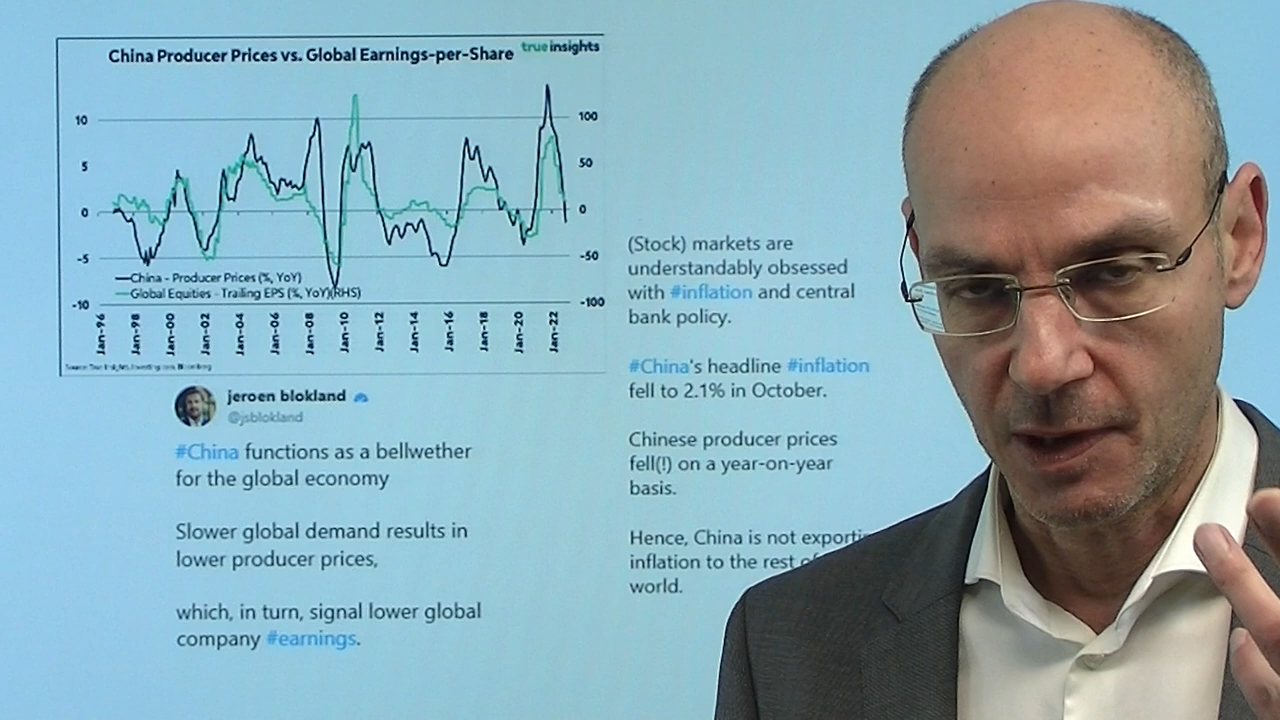 China Producer Prices vs. Global Earnings-per-Share
trueinsights
10
5
0
-5
-10
100
50
0
-50
-100
China - Producer Prices (%, YoY)
Global Equities - Trailing EPS (%, YoY)(RHS)
Jan-96
Jan-98
Jan-00
Jan-02
Jan-04
Jan-06
Jan-08
Jan-10
Jan-12
Jan-14
Jan-16
Jan-18
Jan-20
Jan-22
Source: True Insights, Investing.com, Bloomberg
jeroen blokland
@jsblokland
#China functions as a bellwether
for the global economy
Slower global demand results in
lower producer prices,
which, in turn, signal lower global
company #earnings.
(Stock) markets are
understandably obsessed
with #inflation and central
bank policy.
#China's headline #inflation
fell to 2.1% in October.
Chinese producer prices
fell(!) on a year-on-year
basis.
Hence, China is not
inflation to the rest
world.